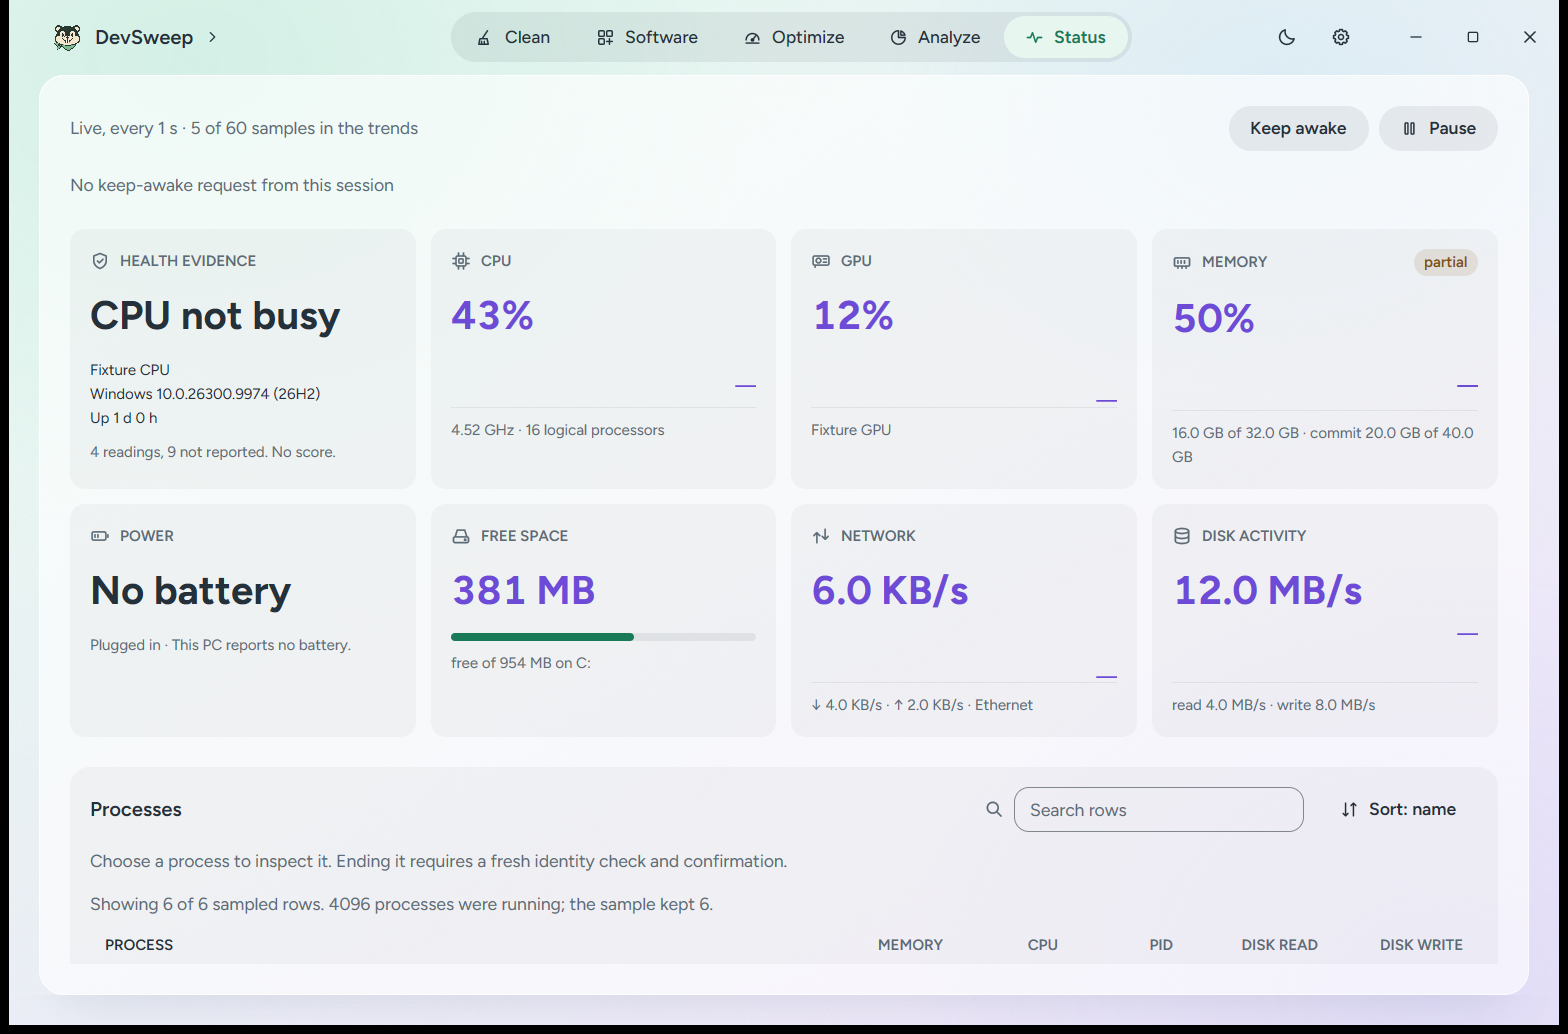 DevSweep
Clean
Software
Optimize
Analyze
Status
Live, every 1 s · 5 of 60 samples in the trends
Keep awake
Pause
No keep-awake request from this session
HEALTH EVIDENCE
CPU not busy
Fixture CPU
Windows 10.0.26300.9974 (26H2)
Up 1 d 0 h
4 readings, 9 not reported. No score.
CPU
43%
4.52 GHz · 16 logical processors
GPU
12%
Fixture GPU
MEMORY
partial
50%
16.0 GB of 32.0 GB · commit 20.0 GB of 40.0
GB
POWER
No battery
Plugged in · This PC reports no battery.
FREE SPACE
381 MB
free of 954 MB on C:
NETWORK
6.0 KB/s
↓ 4.0 KB/s · ↑ 2.0 KB/s · Ethernet
DISK ACTIVITY
12.0 MB/s
read 4.0 MB/s · write 8.0 MB/s
Processes
Search rows
Sort: name
Choose a process to inspect it. Ending it requires a fresh identity check and confirmation.
Showing 6 of 6 sampled rows. 4096 processes were running; the sample kept 6.
PROCESS
MEMORY
CPU
PID
DISK READ
DISK WRITE